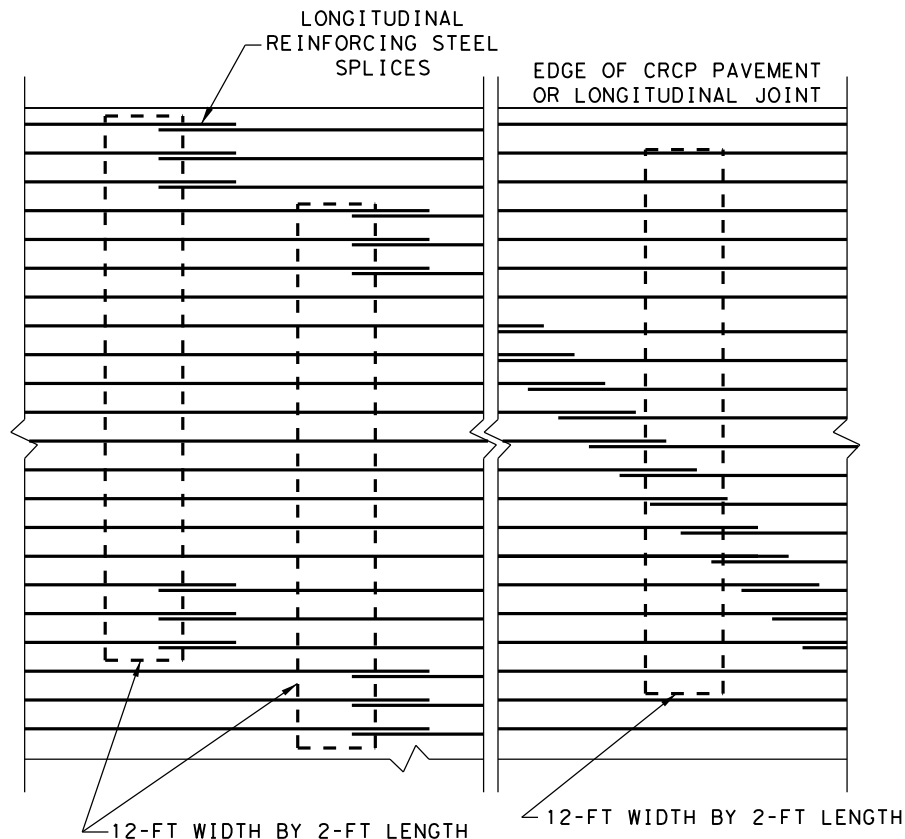 LONGITUDINAL
REINFORCING STEEL
SPLICES
EDGE OF CRCP PAVEMENT
OR LONGITUDINAL JOINT
12-FT WIDTH BY 2-FT LENGTH
12-FT WIDTH BY 2-FT LENGTH